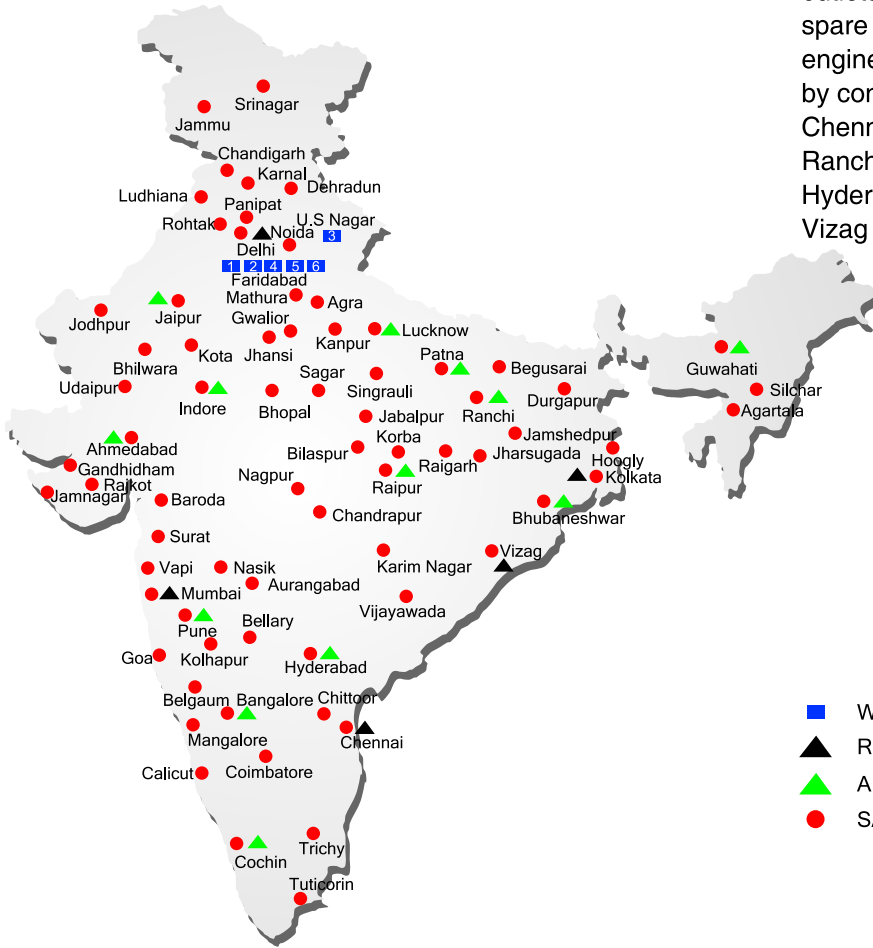 spare
engine
by con
Chenn
Ranch
Hyder
Vizag
Srinagar
Jammu
Chandigarh
Karnal
Ludhiana
Dehradun
Panipat
Rohtak
U.S Nagar
Noida
3
Delhi
1 2 4 5 6
Faridabad
Mathura
Agra
Jodhpur
Jaipur
Gwalior
Kanpur
Lucknow
Kota
Jhansi
Bhilwara
Patna
Begusarai
Guwahati
Sagar
Udaipur
Singrauli
Silchar
Indore
Bhopal
Ranchi
Durgapur
Agartala
Jabalpur
Ahmedabad
Korba
Jamshedpur
Bilaspur
Jharsugada
Hoogly
Gandhidham
Raigarh
Nagpur
Kolkata
Rajkot
Raipur
Jamnagar
Baroda
Chandrapur
Bhubaneshwar
Surat
Vizag
Vapi
Nasik
Karim Nagar
Aurangabad
Mumbai
Vijayawada
Bellary
Pune
Goa
Kolhapur
Hyderabad
Belgaum
Bangalore
Chittoor
W
R
Mangalore
Chennai
Calicut
Coimbatore
A
SA
Trichy
Cochin
Tuticorin